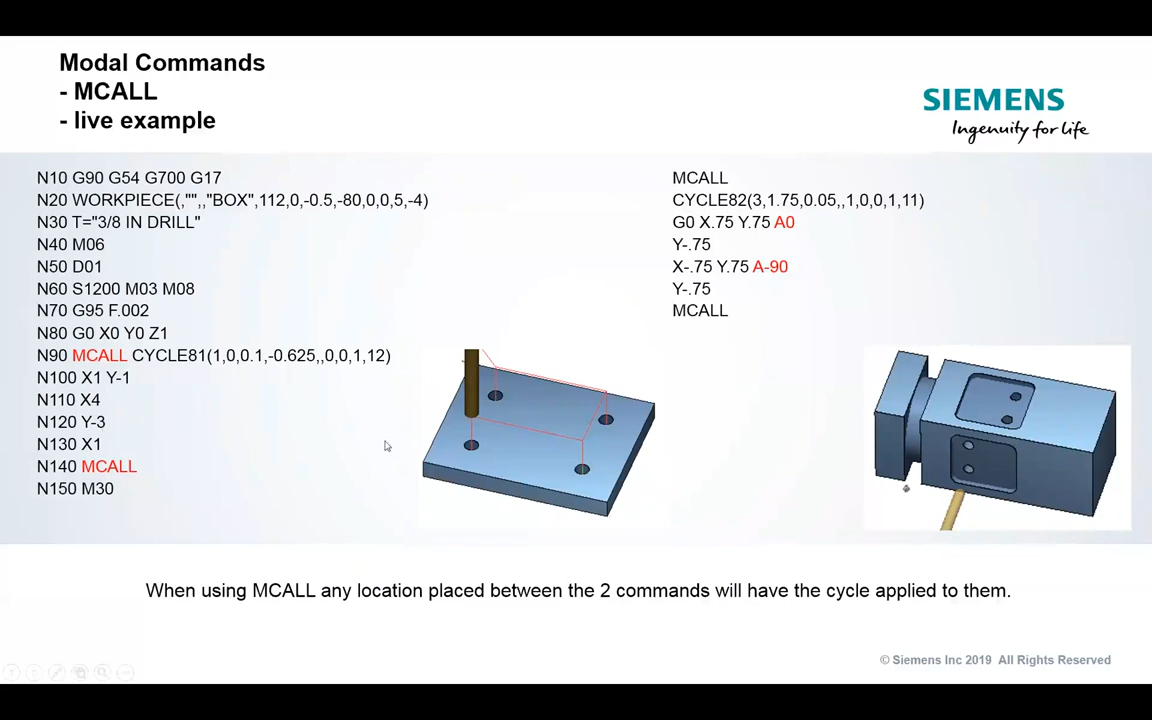 Modal Commands
- MCALL
- live example
SIEMENS
Ingenuity for life
N10 G90 G54 G700 G17
N20 WORKPIECE(,"",,"BOX",112,0,-0.5,-80,0,0,5,-4)
N30 T="3/8 IN DRILL"
N40 M06
N50 D01
N60 S1200 M03 M08
N70 G95 F.002
N80 G0 X0 Y0 Z1
N90 MCALL CYCLE81(1,0,0.1,-0.625,,0,0,1,12)
N100 X1 Y-1
N110 X4
N120 Y-3
N130 X1
N140 MCALL
N150 M30
MCALL
CYCLE82(3,1.75,0.05,,1,0,0,1,11)
G0 X.75 Y.75 A0
Y-.75
X-.75 Y.75 A-90
Y-.75
MCALL
When using MCALL any location placed between the 2 commands will have the cycle applied to them.
© Siemens Inc 2019 All Rights Reserved